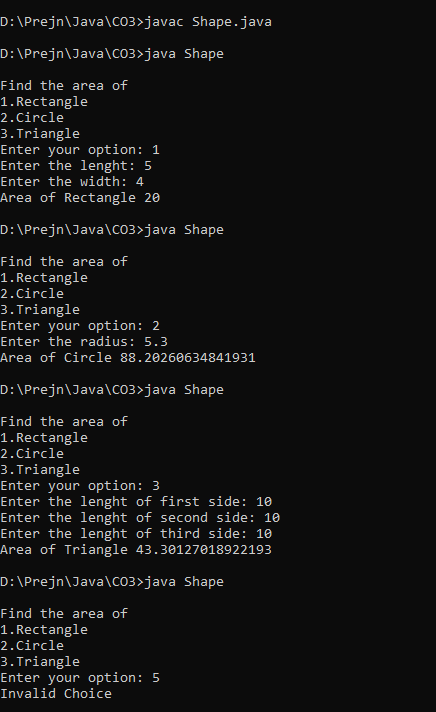 D:\Prejn\Java\CO3>javac Shape.java
D:\Prejn\Java\CO3>java Shape
Find the area of
1.Rectangle
2.Circle
3.Triangle
Enter your option: 1
Enter the lenght: 5
Enter the width: 4
Area of Rectangle 20
D:\Prejn\Java\CO3>java Shape
Find the area of
1.Rectangle
2.Circle
3.Triangle
Enter your option: 2
Enter the radius: 5.3
Area of Circle 88.20260634841931
D:\Prejn\Java\CO3>java Shape
Find the area of
1.Rectangle
2.Circle
3.Triangle
Enter your option: 3
Enter the lenght of first side: 10
Enter the lenght of second side: 10
Enter the lenght of third side: 10
Area of Triangle 43.30127018922193
D:\Prejn\Java\CO3>java Shape
Find the area of
1.Rectangle
2.Circle
3.Triangle
Enter your option: 5
Invalid Choice